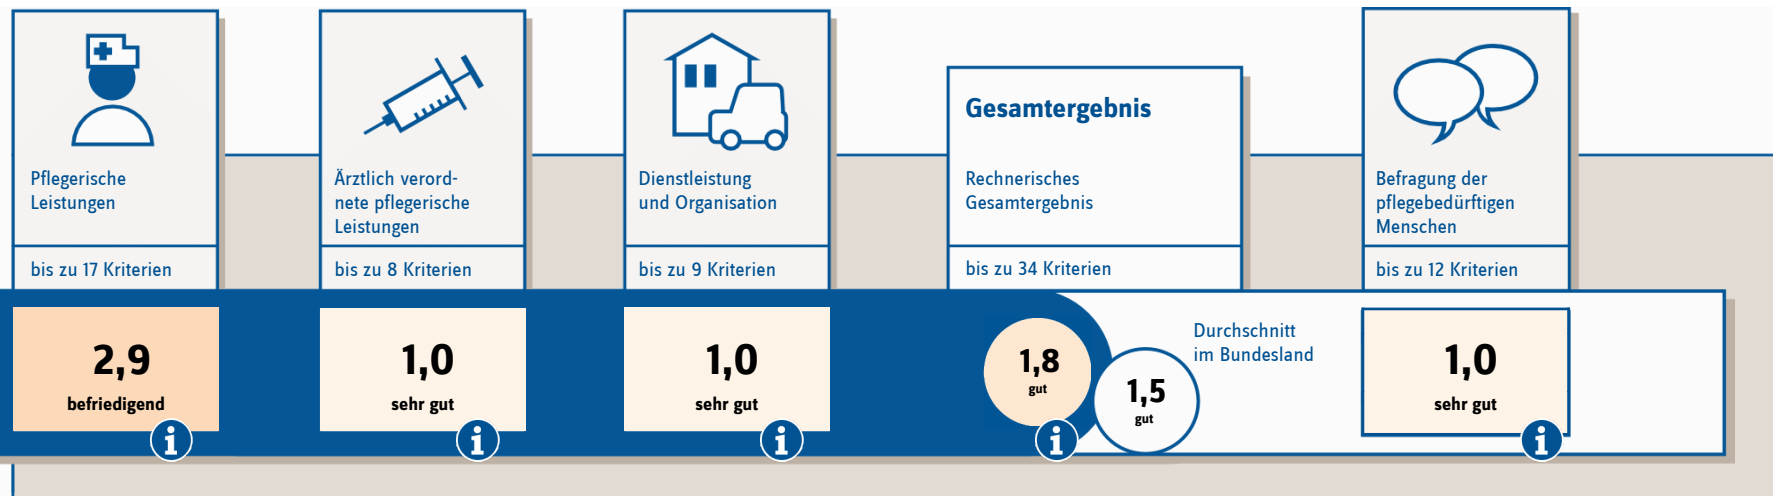 Pflegerische
Leistungen
bis zu 17 Kriterien
2,9
befriedigend
i
Ärztlich verord-
nete pflegerische
Leistungen
bis zu 8 Kriterien
1,0
sehr gut
i
Dienstleistung
und Organisation
bis zu 9 Kriterien
1,0
sehr gut
i
Gesamtergebnis
Rechnerisches
Gesamtergebnis
bis zu 34 Kriterien
1,8
gut
i
Durchschnitt
im Bundesland
1,5
gut
Befragung der
pflegebedürftigen
Menschen
bis zu 12 Kriterien
1,0
sehr gut
i